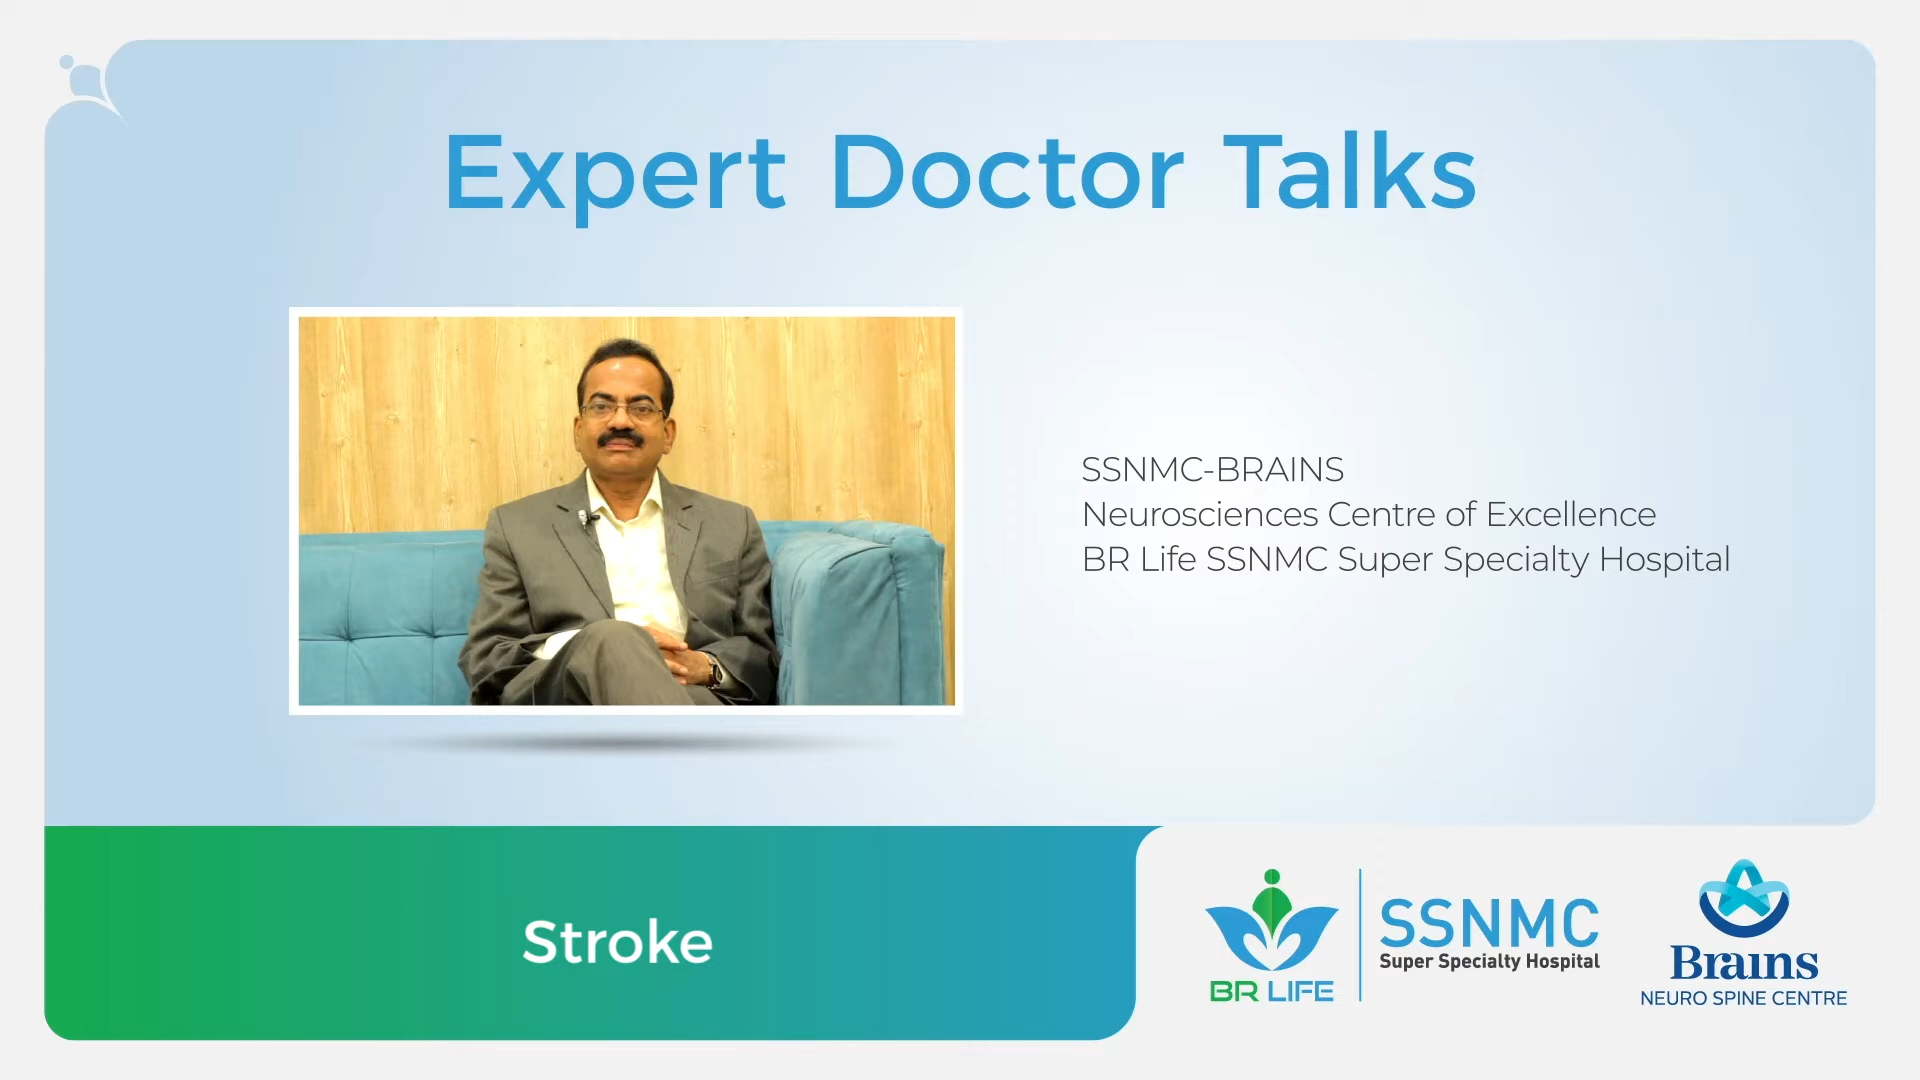 Expert Doctor Talks
SSNMC-BRAINS
Neurosciences Centre of Excellence
BR Life SSNMC Super Specialty Hospital
Stroke
BR LIFE
SSNMC
Super Specialty Hospital
Brains
NEURO SPINE CENTRE